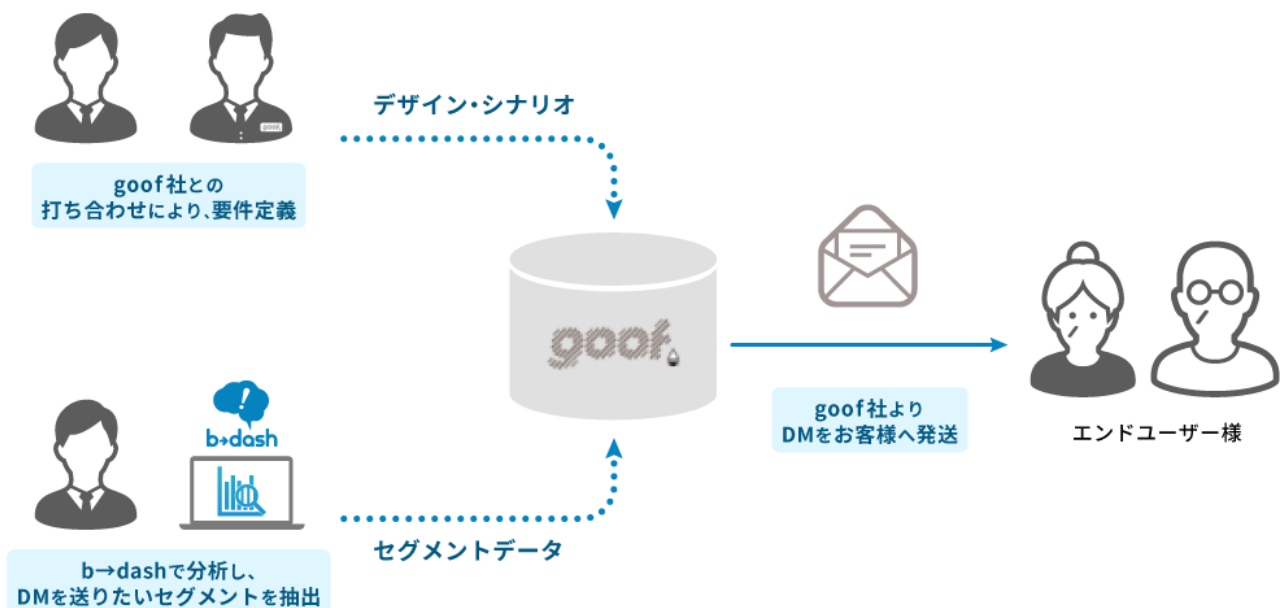 デザイン・シナリオ
goof.
goof社との
打ち合わせにより、要件定義
goof.
goof社より
DMをお客様へ発送
エンドユーザー様
b→dash
セグメントデータ
b→dashで分析し、
DMを送りたいセグメントを抽出